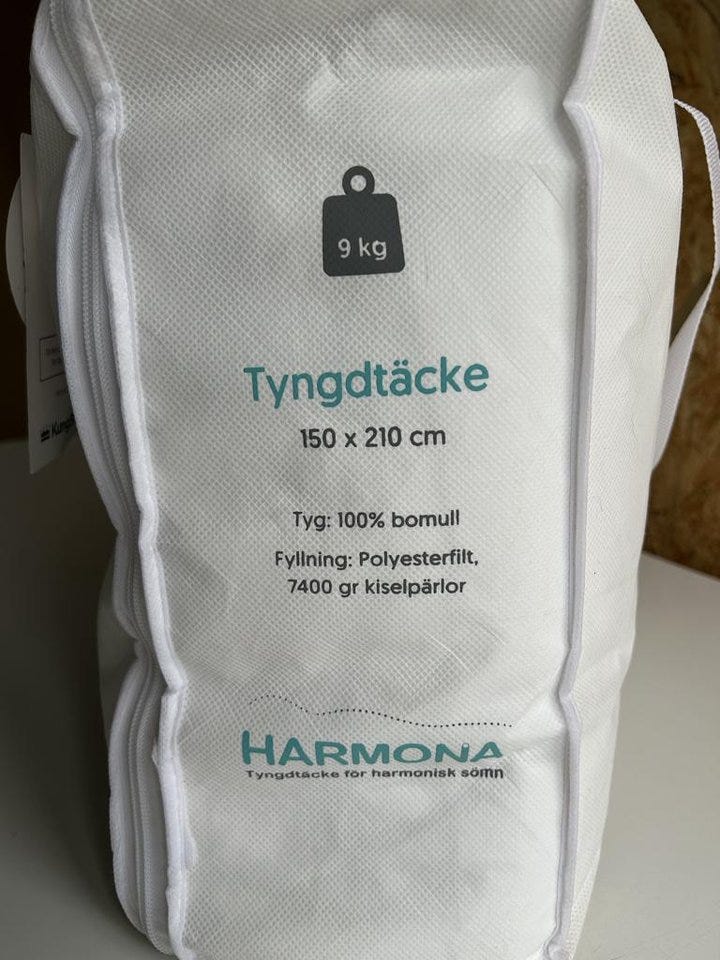 9 kg
Tyngdtäcke
150 x 210 cm
Tyg: 100% bomull
Fyllning: Polyesterfilt,
7400 gr kiselpärlor
HARMONA
Tyngdtäcke för harmonisk sömn